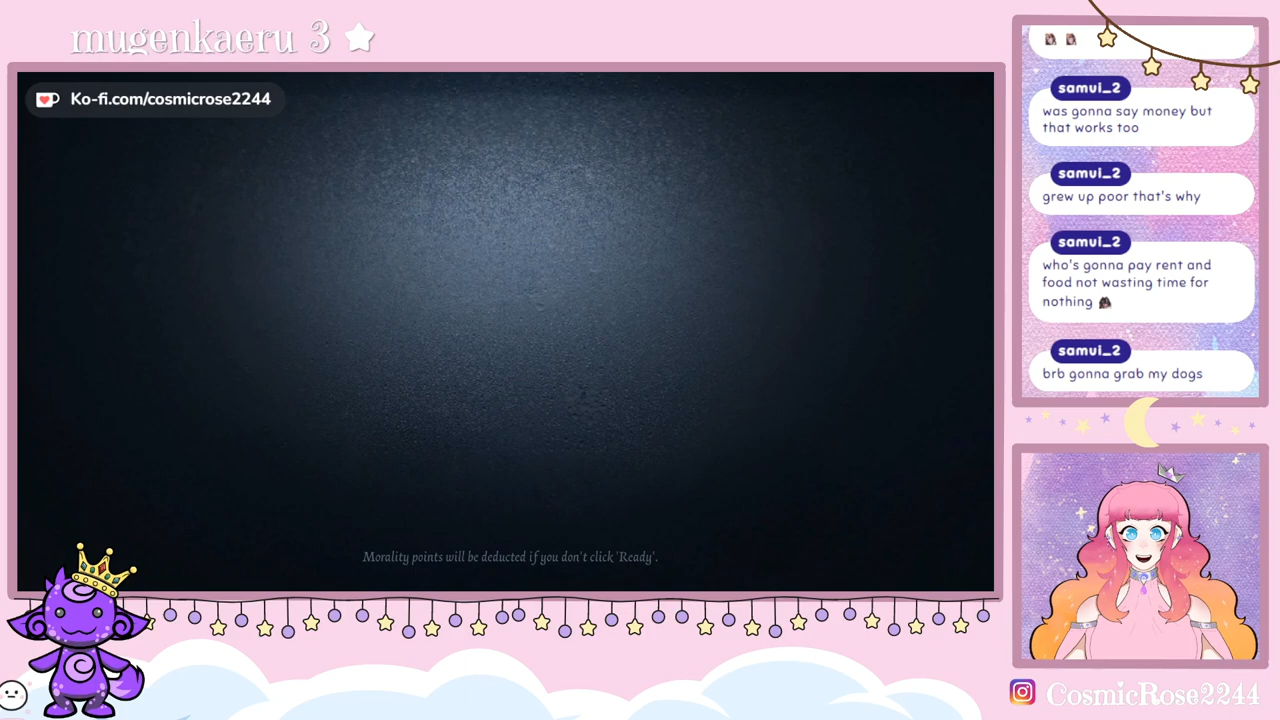 mugenkaeru 3
Ko-fi.com/cosmicrose2244
Morality points will be deducted if you don't click 'Ready'.
samui_2
was gonna say money but
that works too
samui_2
grew up poor that's why
samui_2
who's gonna pay rent and
food not wasting time for
nothing
samui_2
brb gonna grab my dogs
CosmicRose2244